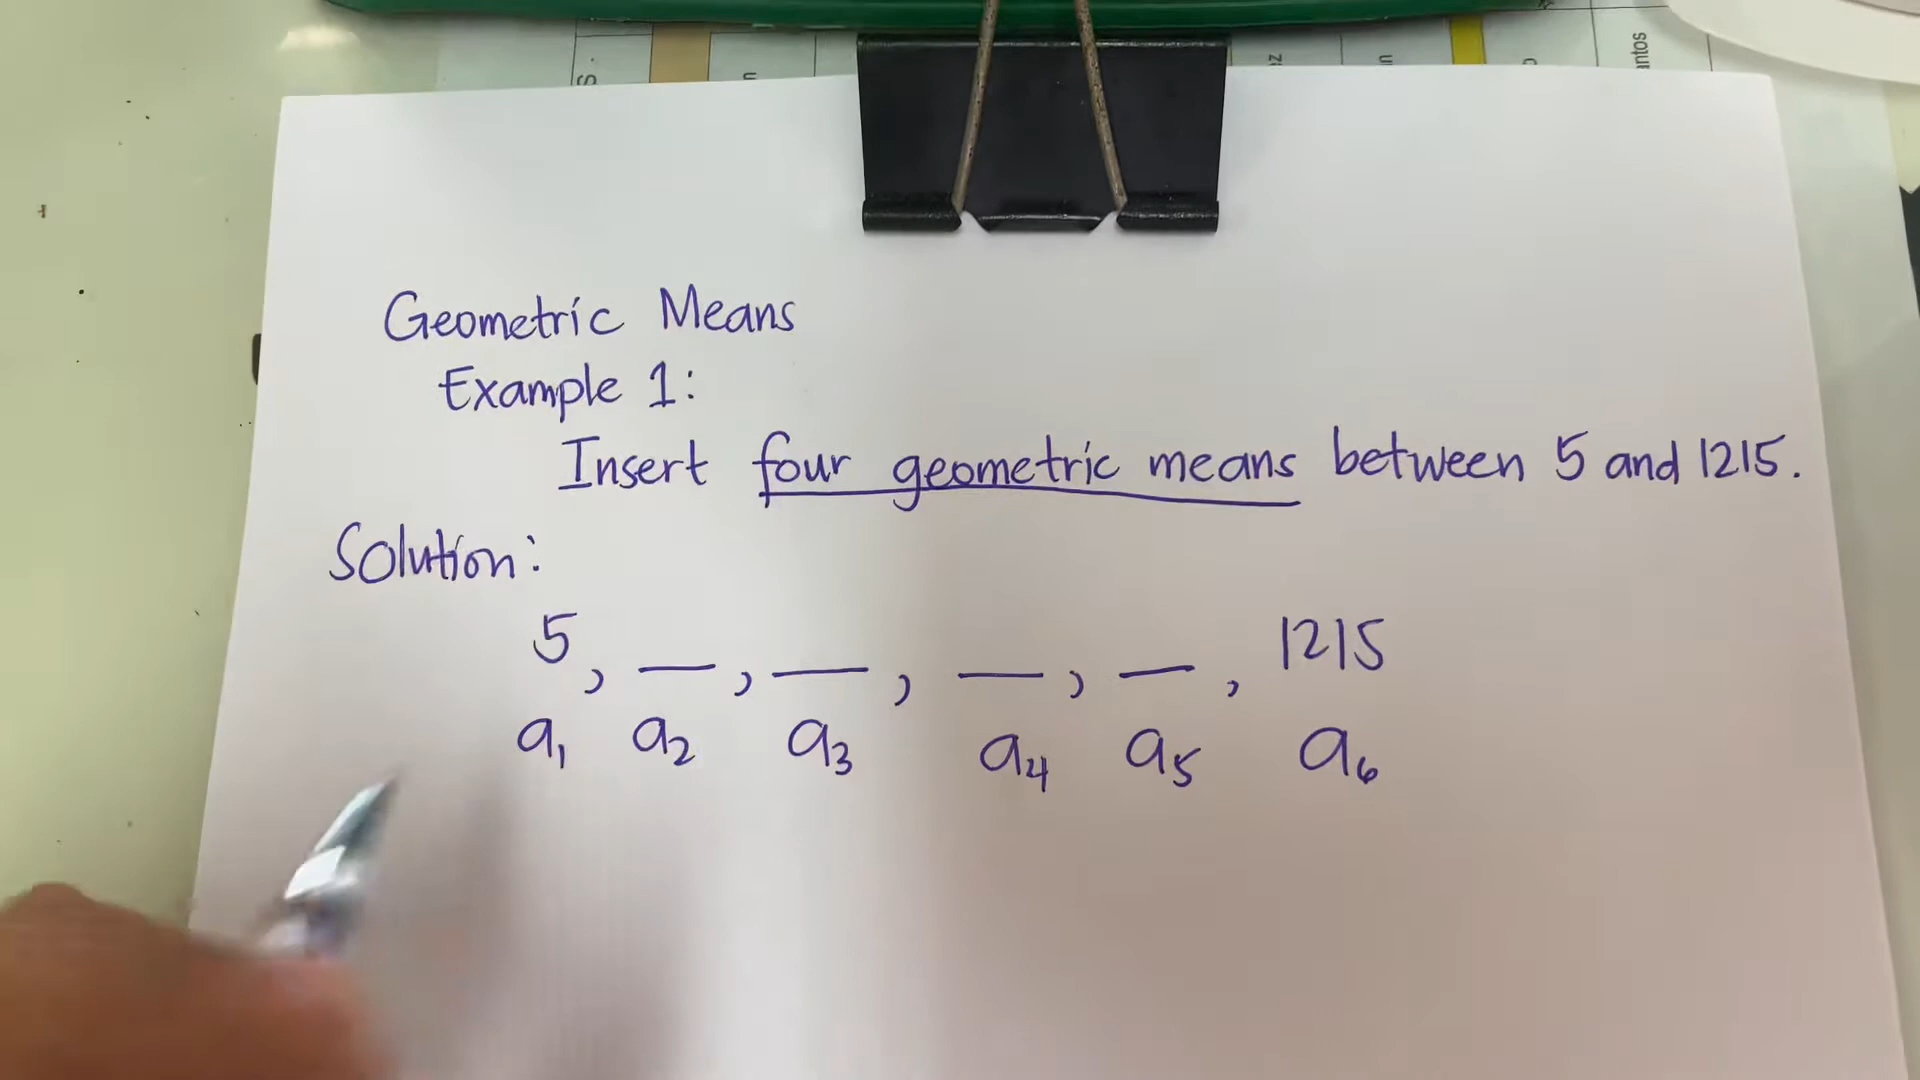 antos
Geometric Means
Example 1:
Insert four geometric means between 5 and 1215.
Solution:
5, __, __, __, __, 1215
a₁ a₂ a₃ a₄ a₅ a₆